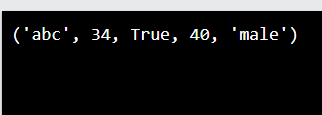 ('abc', 34, True, 40, 'male')